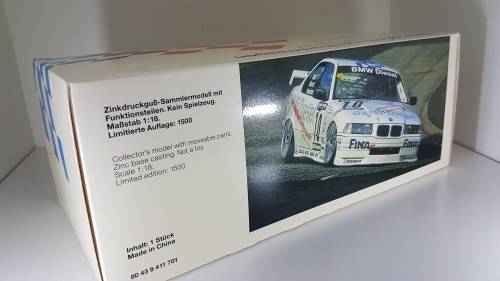 Zinkdruckguß-Sammlermodell mit
Funktionsteilen. Kein Spielzeug.
Maßstab 1:18.
Limitierte Auflage: 1500
Collector's model with moveable parts.
Zinc base casting. Not a toy.
Scale 1:18.
Limited edition: 1500
Inhalt: 1 Stück
Made in China
80 43 9 411 701
BMW Diesel
10
FINA
FINA